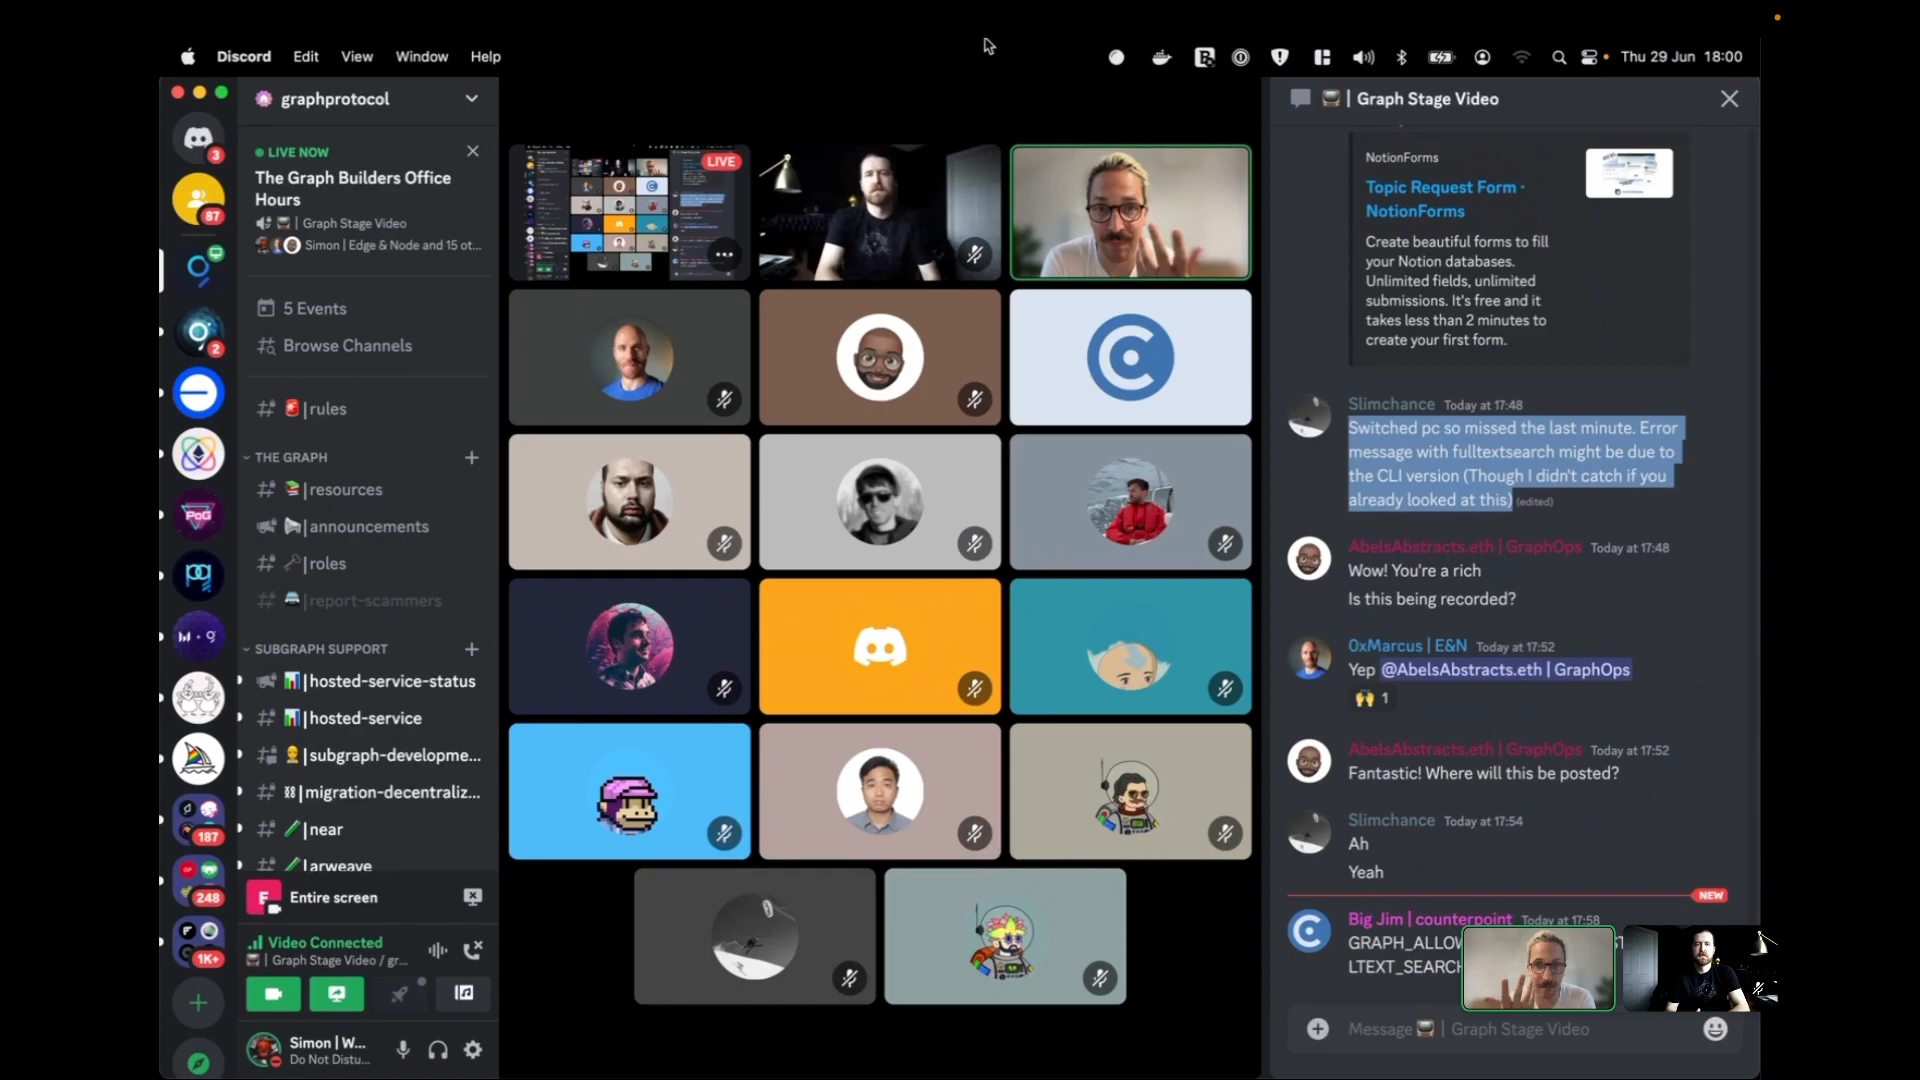 Discord Edit View Window Help
Thu 29 Jun 18:00
3
87
2
PoG
187
248
1K+
graphprotocol
LIVE NOW
The Graph Builders Office
Hours
| Graph Stage Video
Simon | Edge & Node and 15 ot...
5 Events
Browse Channels
|rules
THE GRAPH
|resources
|announcements
|roles
|report-scammers
SUBGRAPH SUPPORT
|hosted-service-status
|hosted-service
|subgraph-developme...
|migration-decentraliz...
|near
|arweave
Entire screen
Video Connected
Graph Stage Video / gr...
Simon | W...
Do Not Distu...
LIVE
| Graph Stage Video
NotionForms
Topic Request Form ·
NotionForms
Create beautiful forms to fill
your Notion databases.
Unlimited fields, unlimited
submissions. It's free and it
takes less than 2 minutes to
create your first form.
Slimchance Today at 17:48
Switched pc so missed the last minute. Error
message with fulltextsearch might be due to
the CLI version (Though I didn't catch if you
already looked at this) (edited)
AbelsAbstracts.eth | GraphOps Today at 17:48
Wow! You're a rich
Is this being recorded?
0xMarcus | E&N Today at 17:52
Yep @AbelsAbstracts.eth | GraphOps
1
AbelsAbstracts.eth | GraphOps Today at 17:52
Fantastic! Where will this be posted?
Slimchance Today at 17:54
Ah
Yeah
NEW
Big Jim | counterpoint Today at 17:58
GRAPH_ALLOW
LTEXT_SEARCH
Message | Graph Stage Video